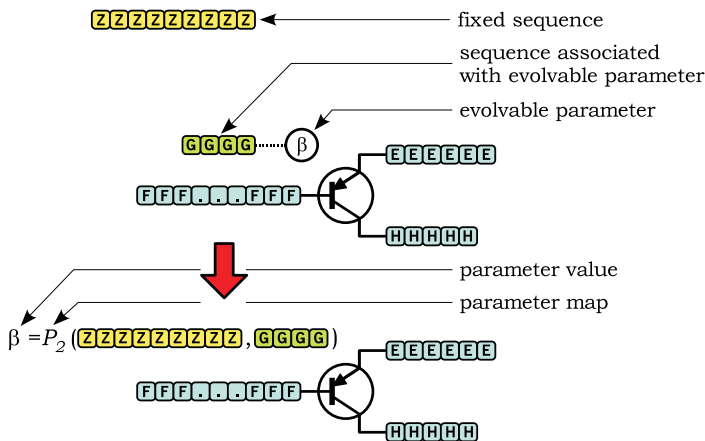 ZZZZZZZZZ fixed sequence
sequence associated
with evolvable parameter
evolvable parameter
GGGG β
EEEEEE
FFF...FFF
HHHHH
parameter value
parameter map
β =P₂(ZZZZZZZZZ,GGGG)
EEEEEE
FFF...FFF
HHHHH